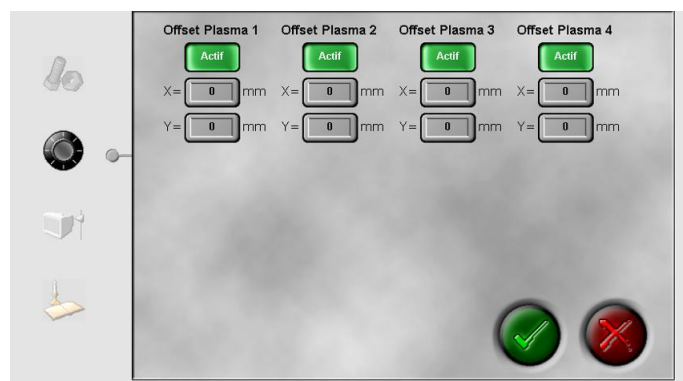 Offset Plasma 1 Offset Plasma 2 Offset Plasma 3 Offset Plasma 4
Actif Actif Actif Actif
X= 0 mm X= 0 mm X= 0 mm X= 0 mm
Y= 0 mm Y= 0 mm Y= 0 mm Y= 0 mm